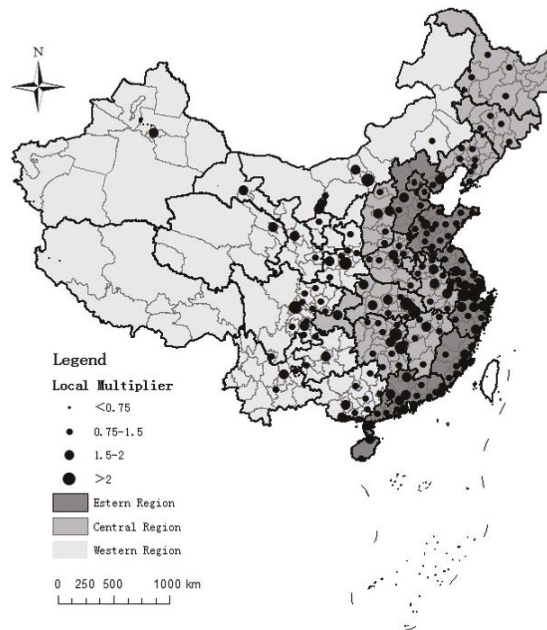 N
Legend
Local Multiplier
<0.75
0.75-1.5
1.5-2
>2
Estern Region
Central Region
Western Region
0 250 500 1000 km